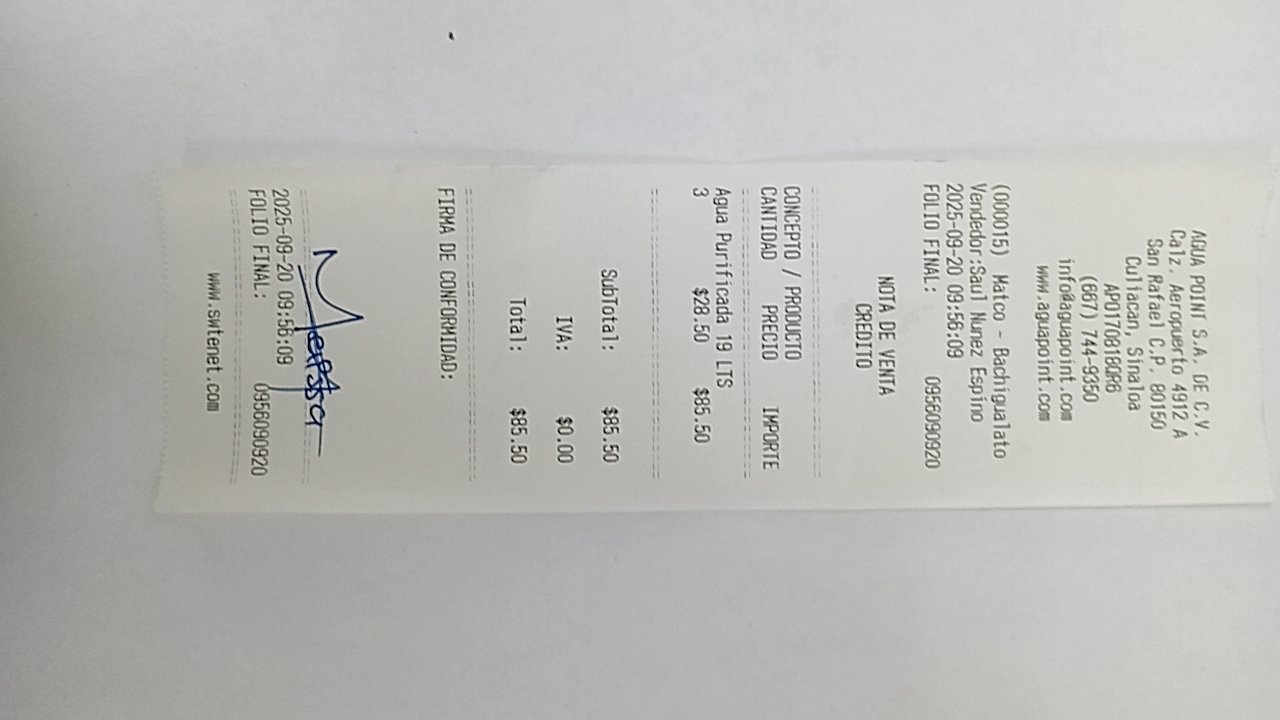 AGUA POINT S.A. DE C.V.
Calz. Aeropuerto 4912 A
San Rafael C.P. 80150
Culiacan, Sinaloa
APO170818QR6
(667) 744-9350
info@aguapoint.com
www.aguapoint.com
(000015) Matco - Bachigualato
Vendedor:Saul Nunez Espino
2025-09-20 09:56:09
FOLIO FINAL: 0956090920
NOTA DE VENTA
CREDITO
CONCEPTO / PRODUCTO
CANTIDAD PRECIO IMPORTE
Agua Purificada 19 LTS
3 $28.50 $85.50
SubTotal: $85.50
IVA: $0.00
Total: $85.50
FIRMA DE CONFORMIDAD:
2025-09-20 09:56:09
FOLIO FINAL: 0956090920
www.swtenet.com